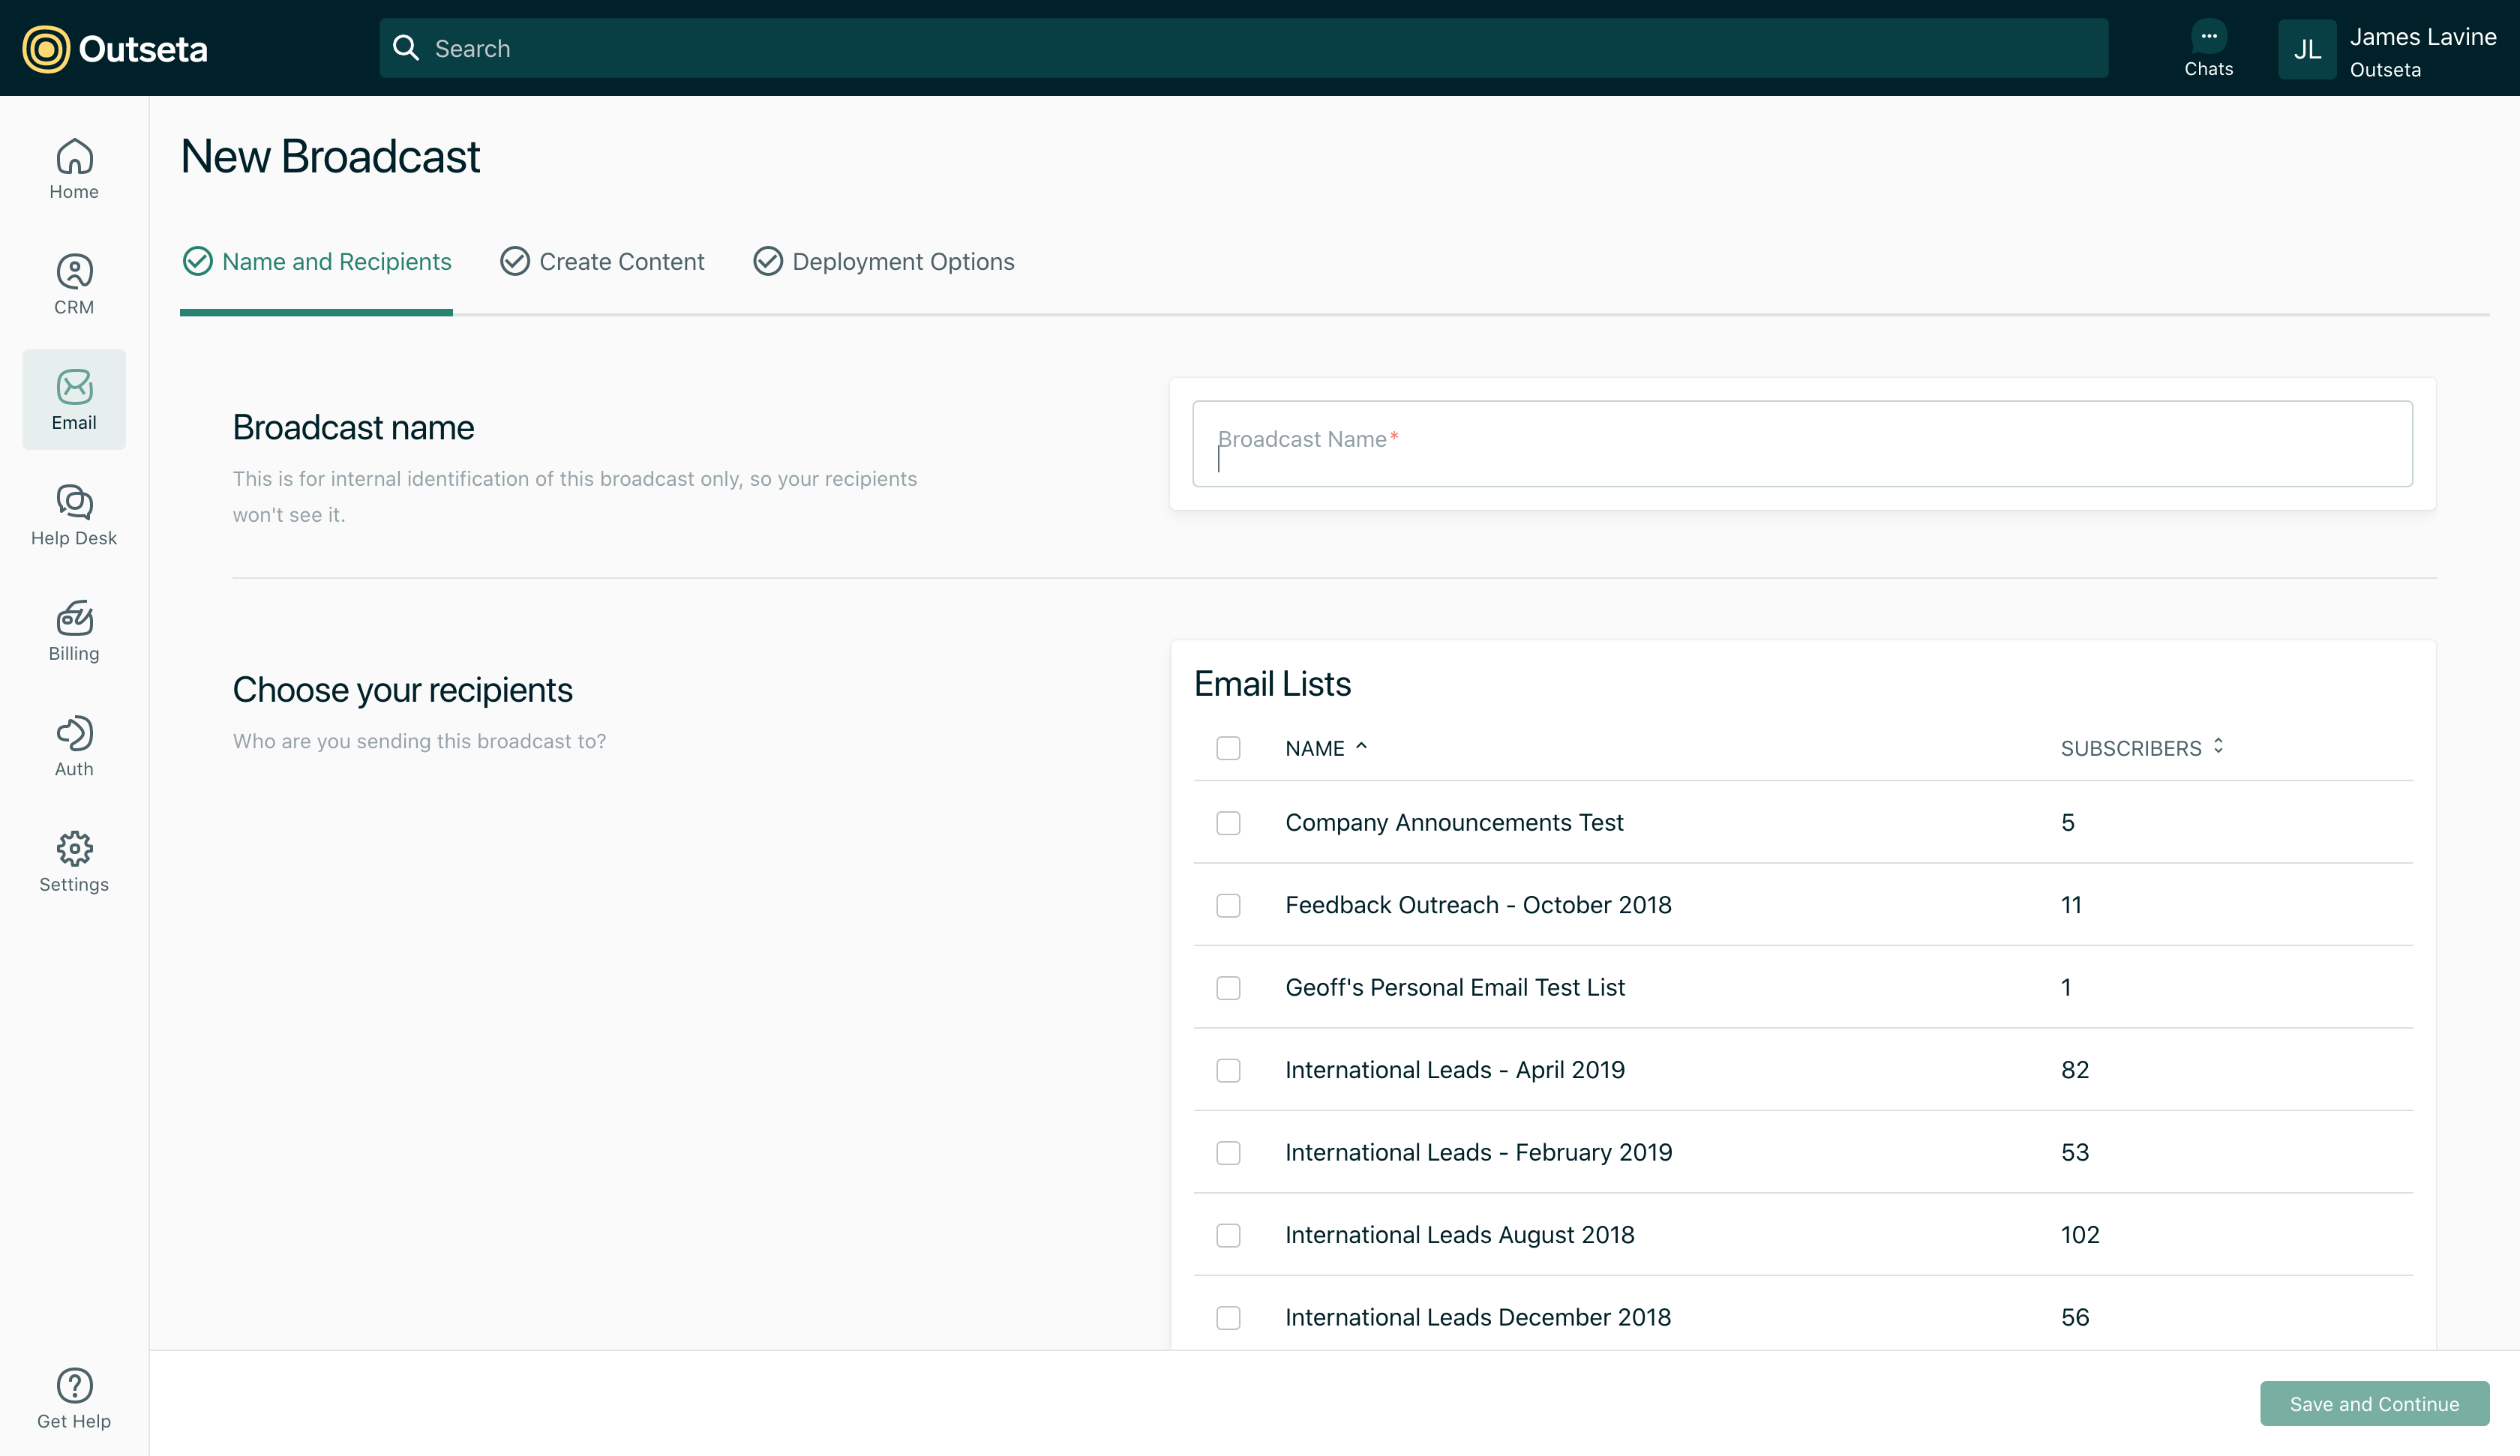 Outseta
Search
Chats
JL
James Lavine
Outseta
Home
CRM
Email
Help Desk
Billing
Auth
Settings
Get Help
New Broadcast
Name and Recipients
Create Content
Deployment Options
Broadcast name
This is for internal identification of this broadcast only, so your recipients
won't see it.
Broadcast Name*
Choose your recipients
Who are you sending this broadcast to?
Email Lists
NAME SUBSCRIBERS
Company Announcements Test 5
Feedback Outreach - October 2018 11
Geoff's Personal Email Test List 1
International Leads - April 2019 82
International Leads - February 2019 53
International Leads August 2018 102
International Leads December 2018 56
Save and Continue